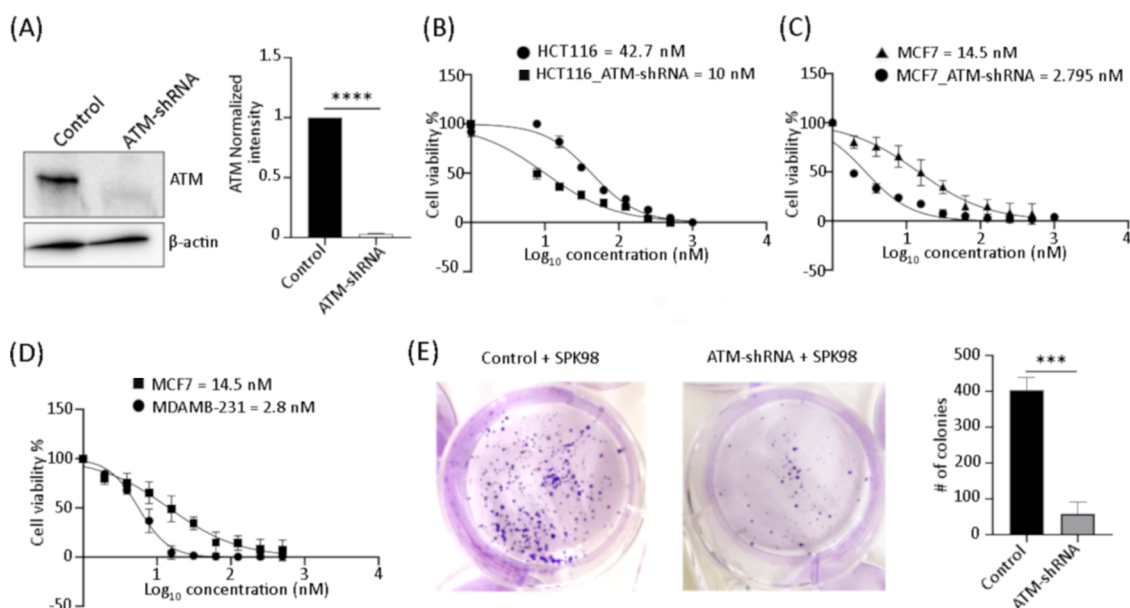 (A)
Control
ATM-shRNA
ATM
β-actin
ATM Normalized
intensity
1.5
1
0.5
0
****
Control
ATM-shRNA
(B)
HCT116 = 42.7 nM
HCT116_ATM-shRNA = 10 nM
Cell viability %
150
100
50
0
-50
1
2
3
4
Log10 concentration (nM)
(C)
MCF7 = 14.5 nM
MCF7_ATM-shRNA = 2.795 nM
Cell viability %
150
100
50
0
-50
1
2
3
4
Log10 concentration (nM)
(D)
MCF7 = 14.5 nM
MDAMB-231 = 2.8 nM
Cell viability %
150
100
50
0
-50
1
2
3
4
Log10 concentration (nM)
(E)
Control + SPK98
ATM-shRNA + SPK98
# of colonies
500
400
300
200
100
0
***
Control
ATM-shRNA